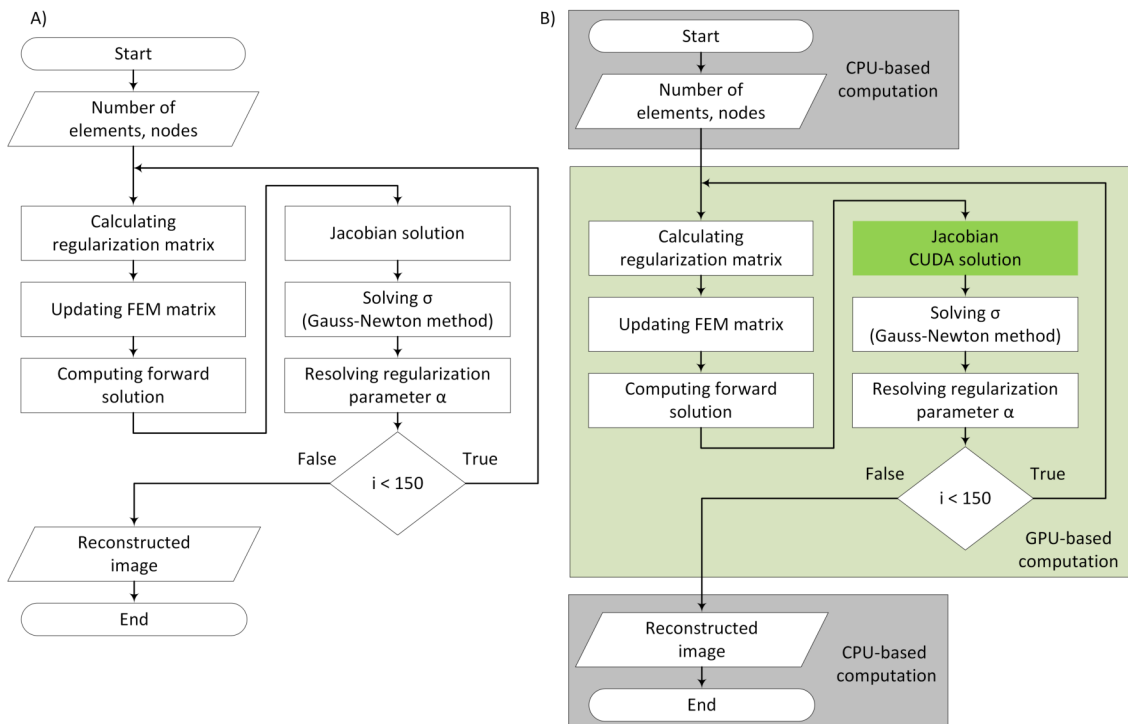 A)
Start
Number of
elements, nodes
Calculating
regularization matrix
Updating FEM matrix
Computing forward
solution
Jacobian solution
Solving σ
(Gauss-Newton method)
Resolving regularization
parameter α
False
True
i < 150
Reconstructed
image
End
B)
Start
Number of
elements, nodes
CPU-based
computation
Calculating
regularization matrix
Updating FEM matrix
Computing forward
solution
Jacobian
CUDA solution
Solving σ
(Gauss-Newton method)
Resolving regularization
parameter α
False
True
i < 150
GPU-based
computation
Reconstructed
image
CPU-based
computation
End